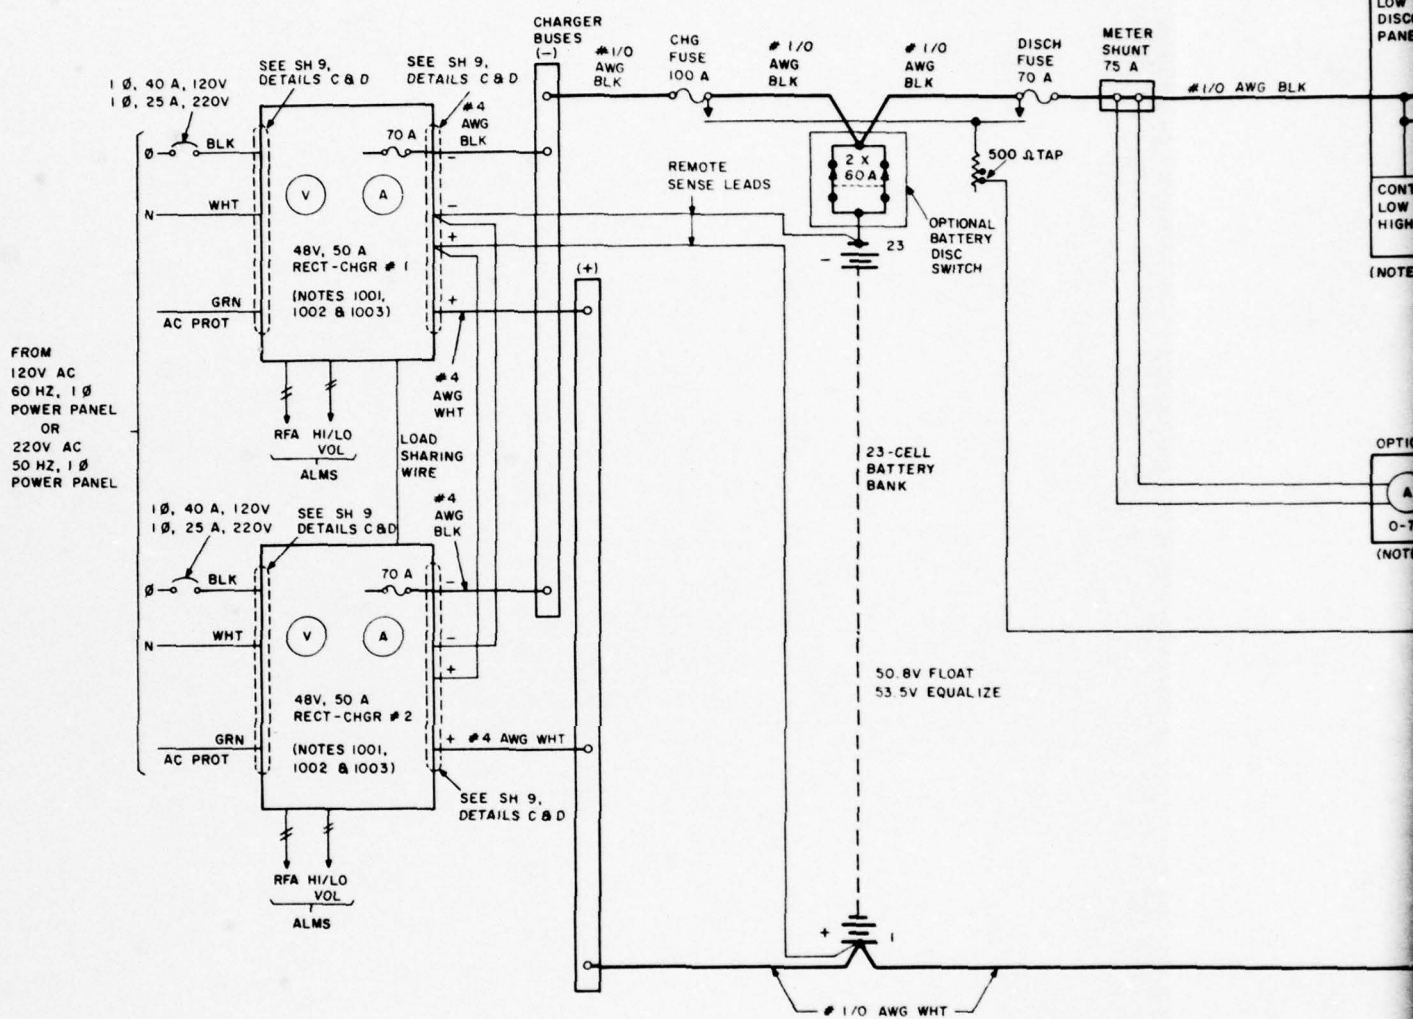 CHARGER
BUSES
(-)
#1/0
AWG
BLK
CHG
FUSE
100 A
# 1/0
AWG
BLK
# 1/0
AWG
BLK
DISCH
FUSE
70 A
METER
SHUNT
75 A
#1/0 AWG BLK
LOW
DISC
PANE
SEE SH 9,
DETAILS C&D
SEE SH 9,
DETAILS C&D
1 Ø, 40 A, 120V
1 Ø, 25 A, 220V
#4
AWG
BLK
70 A
Ø
BLK
-
V
A
N
WHT
-
+
48V, 50 A
RECT-CHGR # 1
(NOTES 1001,
1002 & 1003)
GRN
AC PROT
+
REMOTE
SENSE LEADS
2 X
60A
500 Ω TAP
OPTIONAL
BATTERY
DISC
SWITCH
23
-
CONT
LOW
HIGH
(NOTE
(+)
#4
AWG
WHT
FROM
120V AC
60 HZ, 1 Ø
POWER PANEL
OR
220V AC
50 HZ, 1 Ø
POWER PANEL
RFA HI/LO
VOL
ALMS
LOAD
SHARING
WIRE
23-CELL
BATTERY
BANK
OPTIO
A
0-7
(NOTE
1 Ø, 40 A, 120V
1 Ø, 25 A, 220V
SEE SH 9
DETAILS C&D
#4
AWG
BLK
70 A
Ø
BLK
-
V
A
N
WHT
-
+
48V, 50 A
RECT-CHGR # 2
(NOTES 1001,
1002 & 1003)
GRN
AC PROT
+ #4 AWG WHT
50.8V FLOAT
53.5V EQUALIZE
SEE SH 9,
DETAILS C&D
RFA HI/LO
VOL
ALMS
+
1
# 1/0 AWG WHT